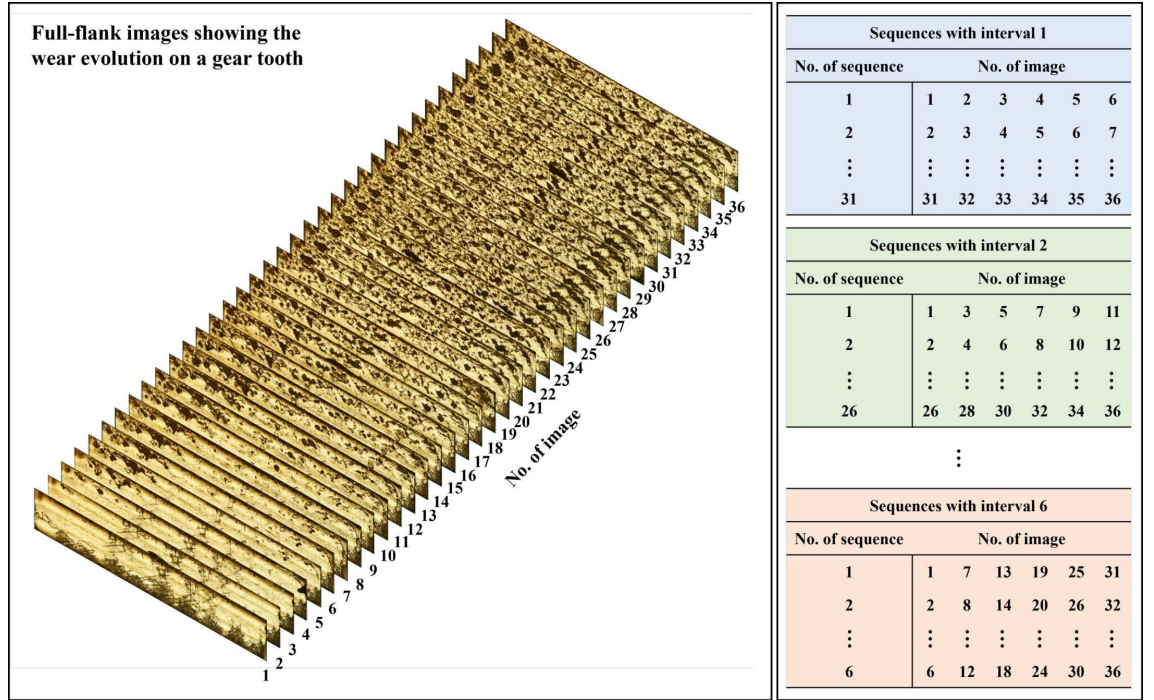 Full-flank images showing the
wear evolution on a gear tooth
1
2
3
4
5
6
7
8
9
10
11
12
13
14
15
16
17
18
19
20
21
22
23
24
25
26
27
28
29
30
31
32
33
34
35
36
No. of image
Sequences with interval 1
No. of sequence No. of image
1 1 2 3 4 5 6
2 2 3 4 5 6 7
⋮ ⋮ ⋮ ⋮ ⋮ ⋮ ⋮
31 31 32 33 34 35 36
Sequences with interval 2
No. of sequence No. of image
1 1 3 5 7 9 11
2 2 4 6 8 10 12
⋮ ⋮ ⋮ ⋮ ⋮ ⋮ ⋮
26 26 28 30 32 34 36
⋮
Sequences with interval 6
No. of sequence No. of image
1 1 7 13 19 25 31
2 2 8 14 20 26 32
⋮ ⋮ ⋮ ⋮ ⋮ ⋮ ⋮
6 6 12 18 24 30 36